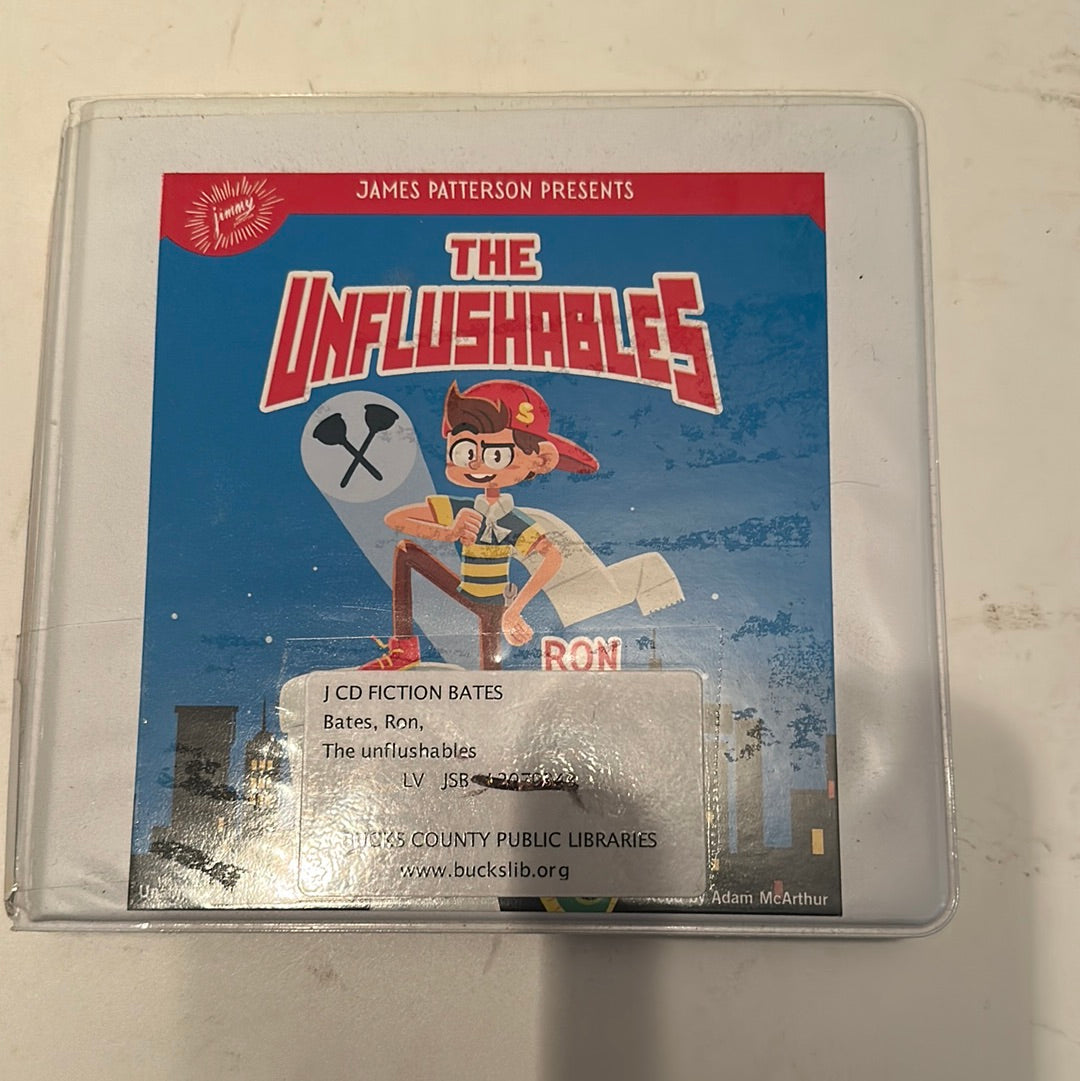 jimmy
JAMES PATTERSON PRESENTS
THE
UNFLUSHABLES
S
RON
J CD FICTION BATES
Bates, Ron,
The unflushables
LV JSB
BUCKS COUNTY PUBLIC LIBRARIES
www.buckslib.org
by Adam McArthur